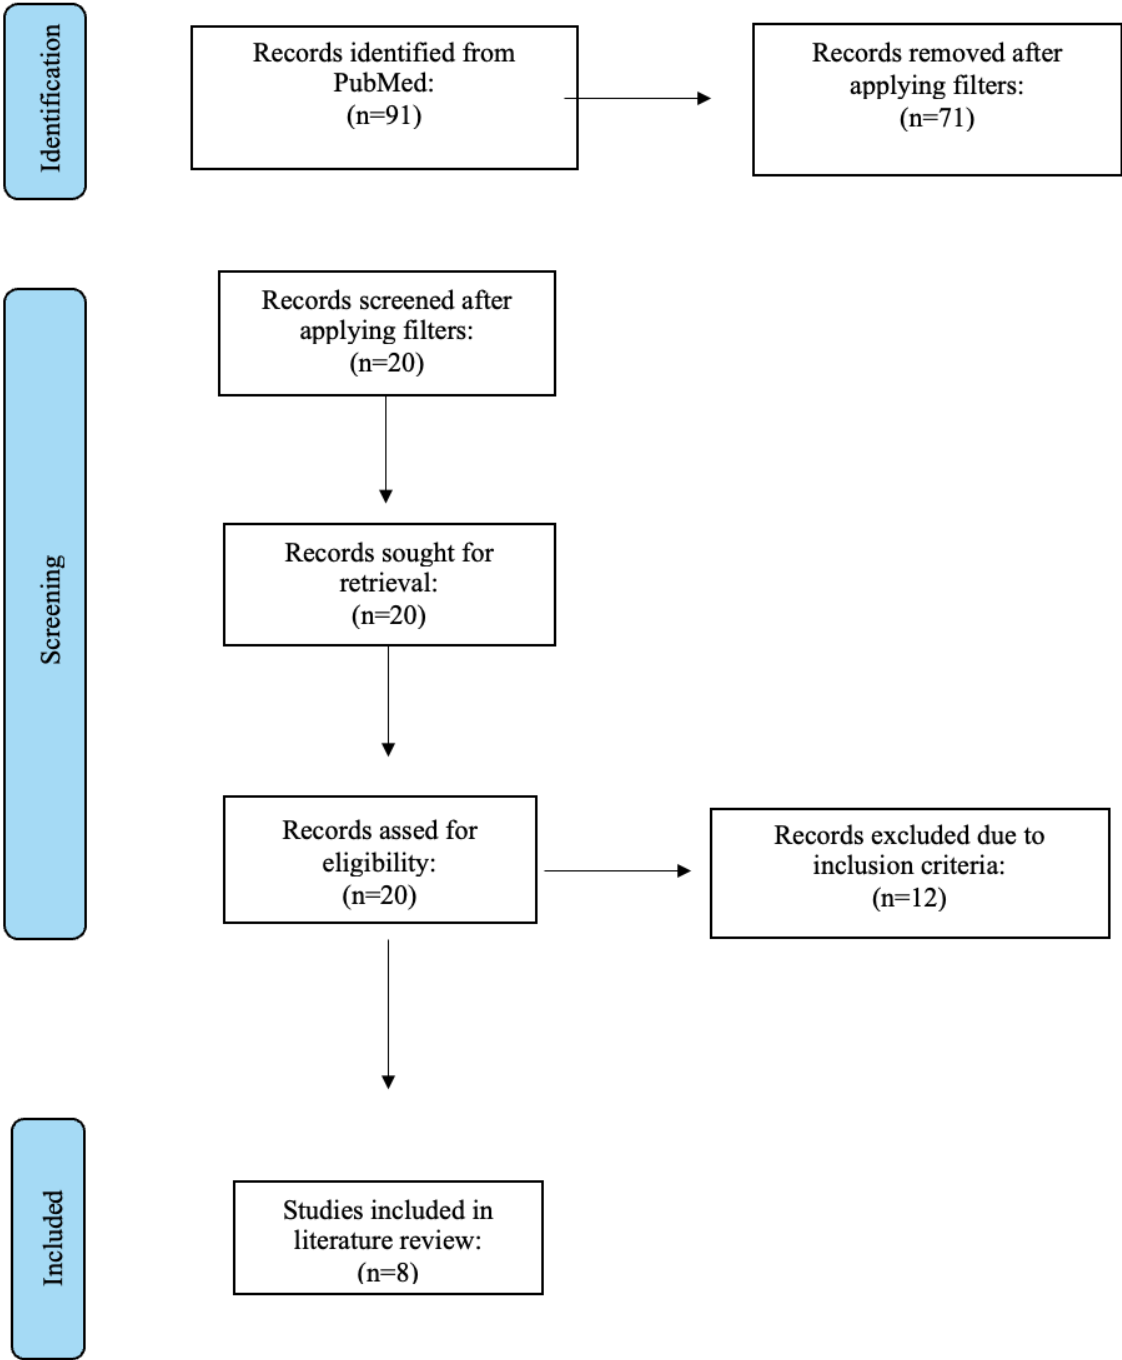 Identification
Records identified from
PubMed:
(n=91)
Records removed after
applying filters:
(n=71)
Screening
Records screened after
applying filters:
(n=20)
Records sought for
retrieval:
(n=20)
Records assed for
eligibility:
(n=20)
Records excluded due to
inclusion criteria:
(n=12)
Included
Studies included in
literature review:
(n=8)